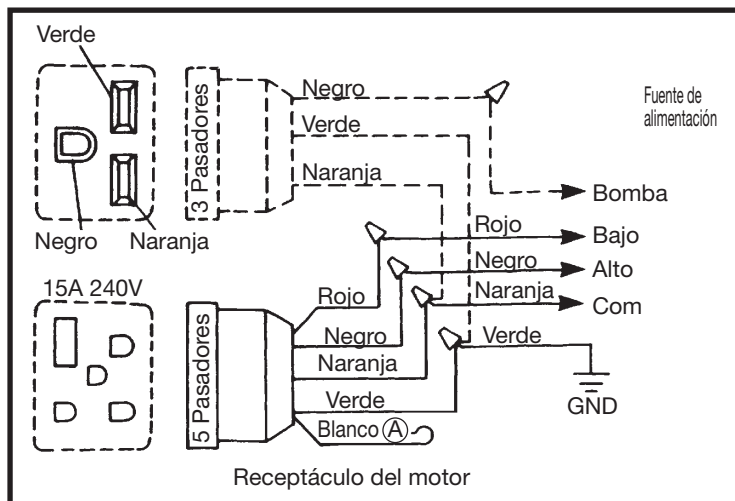 Verde
Negro
Naranja
3 Pasadores
Negro
Verde
Naranja
Fuente de
alimentación
Bomba
Rojo
Bajo
Negro
Alto
Naranja
Com
Verde
GND
15A 240V
5 Pasadores
Rojo
Negro
Naranja
Verde
Blanco A
Receptáculo del motor